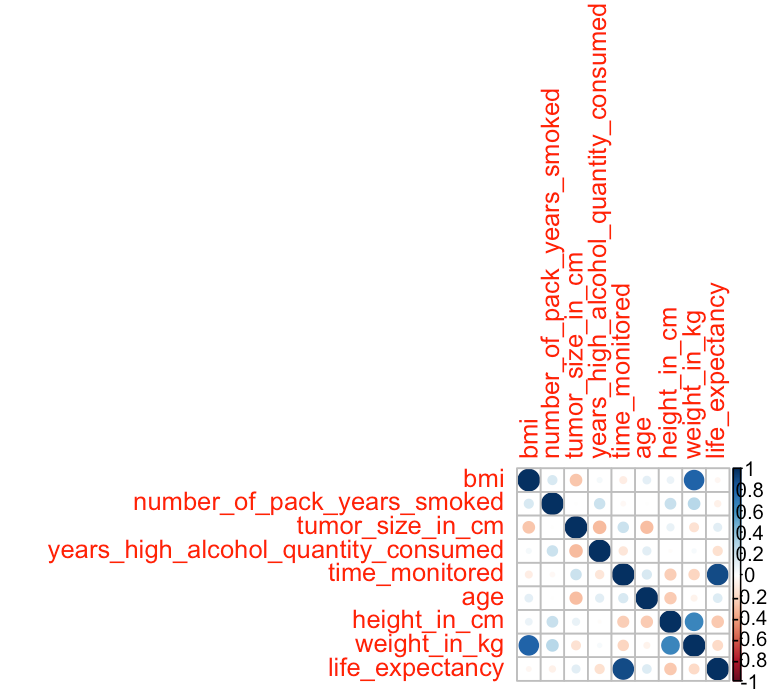 bmi
number_of_pack_years_smoked
tumor_size_in_cm
years_high_alcohol_quantity_consumed
time_monitored
age
height_in_cm
weight_in_kg
life_expectancy
bmi
number_of_pack_years_smoked
tumor_size_in_cm
years_high_alcohol_quantity_consumed
time_monitored
age
height_in_cm
weight_in_kg
life_expectancy
1
0.8
0.6
0.4
0.2
0
-0.2
-0.4
-0.6
-0.8
-1